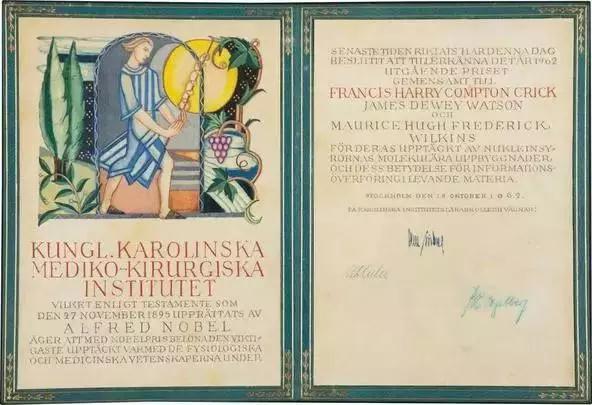 KUNGL. KAROLINSKA
MEDIKO-KIRURGISKA
INSTITUTET
VILKET ENLIGT TESTAMENTE SOM
DEN 27 NOVEMBER 1895 UPPRÄTTATS AV
ALFRED NOBEL
ÄGER ATT MED NOBELPRIS BELÖNA DEN VIKTI-
GASTE UPPTÄCKT VARMED DE FYSIOLOGISKA
OCH MEDICINSKA VETENSKAPERNA UNDER
SENASTE TIDEN RIKTATS HAR DENNA DAG
BESLUTIT ATT TILLERKÄNNA DET ÅR 1962
UTGÅENDE PRISET
GEMENSAMT TILL
FRANCIS HARRY COMPTON CRICK
JAMES DEWEY WATSON
OCH
MAURICE HUGH FREDERICK
WILKINS
FÖR DERAS UPPTÄCKT AV NUKLEINSY-
RORNAS MOLEKULÄRA UPPBYGGNAD
OCH DESS BETYDELSE FÖR INFORMATIONS-
ÖVERFÖRING I LEVANDE MATERIA.
STOCKHOLM DEN 18 OKTOBER 1962.
PÅ KAROLINSKA INSTITUTETS VÄGNAR: